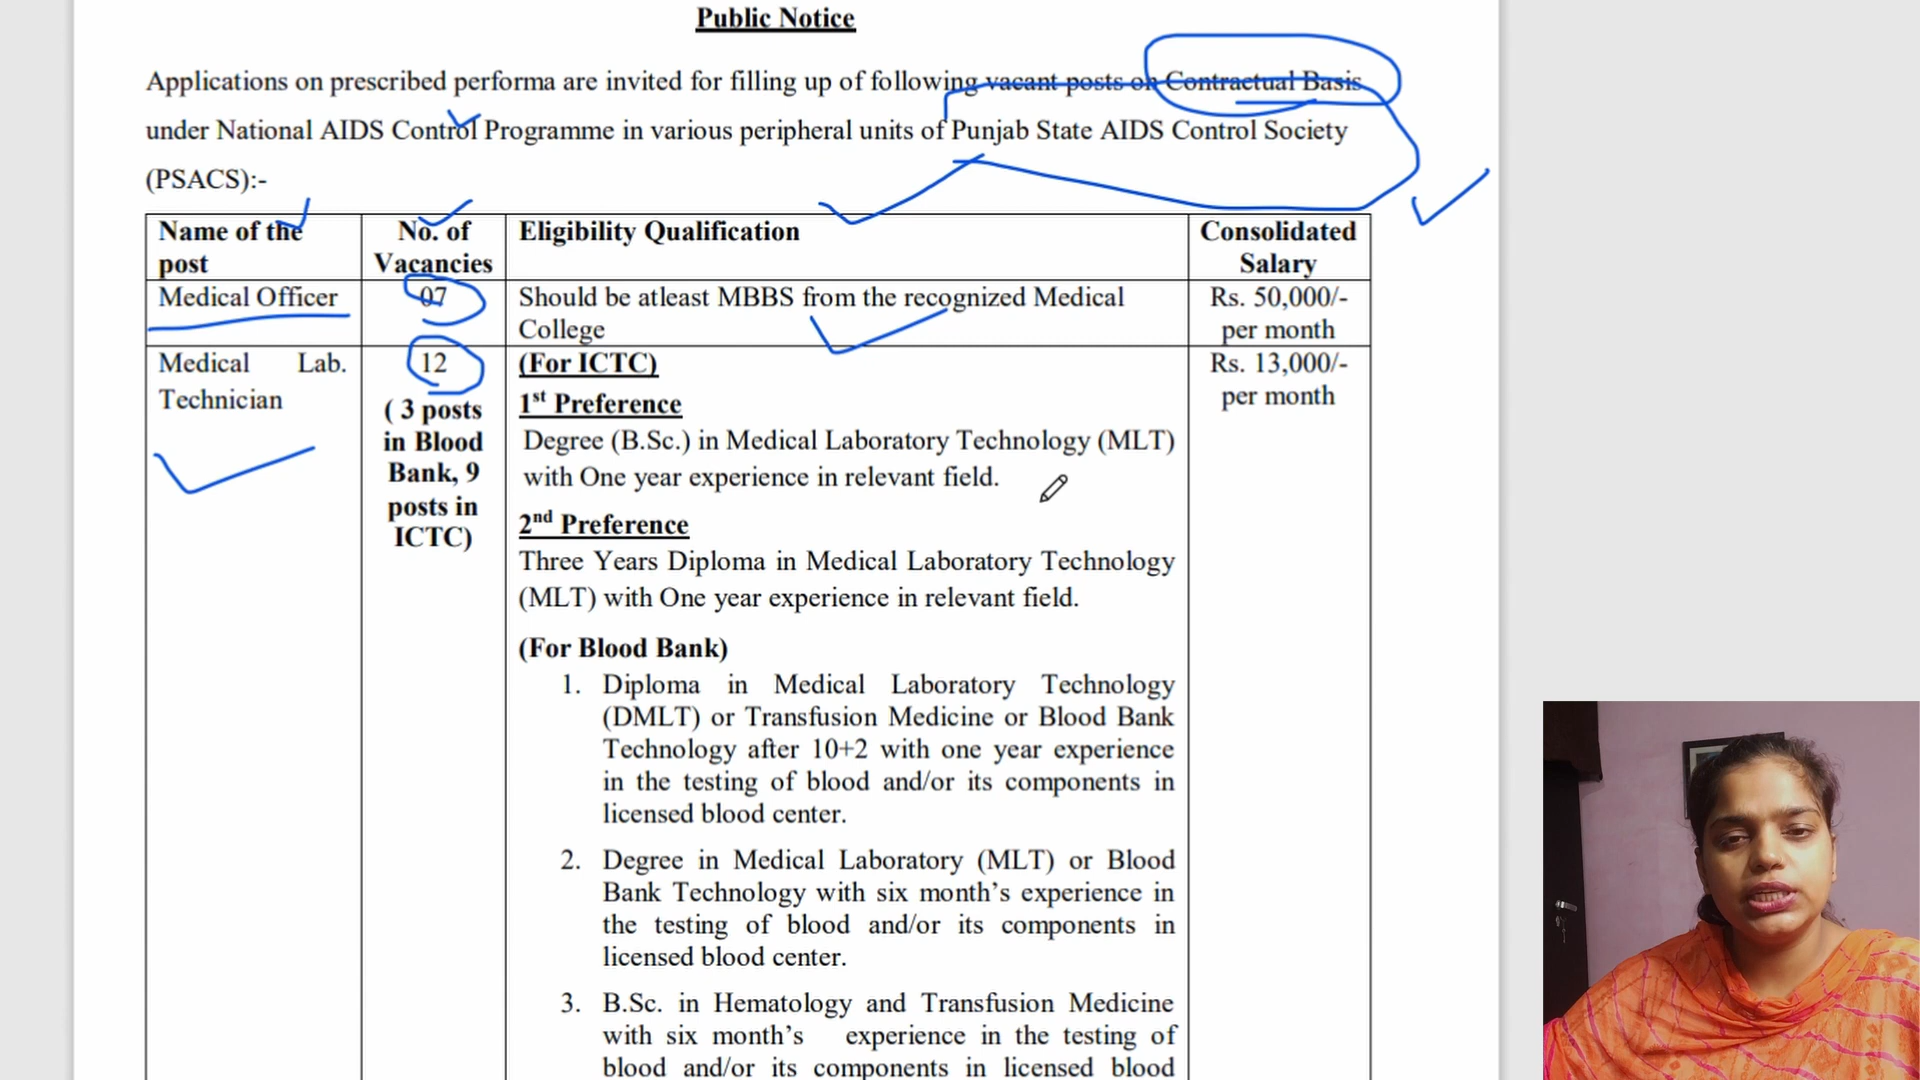 Public Notice
Applications on prescribed performa are invited for filling up of following vacant posts on Contractual Basis
under National AIDS Control Programme in various peripheral units of Punjab State AIDS Control Society
(PSACS):-
Name of the post
No. of Vacancies
Eligibility Qualification
Consolidated Salary
Medical Officer
07
Should be atleast MBBS from the recognized Medical
College
Rs. 50,000/-
per month
Medical Lab.
Technician
12
( 3 posts
in Blood
Bank, 9
posts in
ICTC)
(For ICTC)
1st Preference
Degree (B.Sc.) in Medical Laboratory Technology (MLT)
with One year experience in relevant field.
2nd Preference
Three Years Diploma in Medical Laboratory Technology
(MLT) with One year experience in relevant field.
(For Blood Bank)
1. Diploma in Medical Laboratory Technology
(DMLT) or Transfusion Medicine or Blood Bank
Technology after 10+2 with one year experience
in the testing of blood and/or its components in
licensed blood center.
2. Degree in Medical Laboratory (MLT) or Blood
Bank Technology with six month’s experience in
the testing of blood and/or its components in
licensed blood center.
3. B.Sc. in Hematology and Transfusion Medicine
with six month’s experience in the testing of
blood and/or its components in licensed blood
Rs. 13,000/-
per month